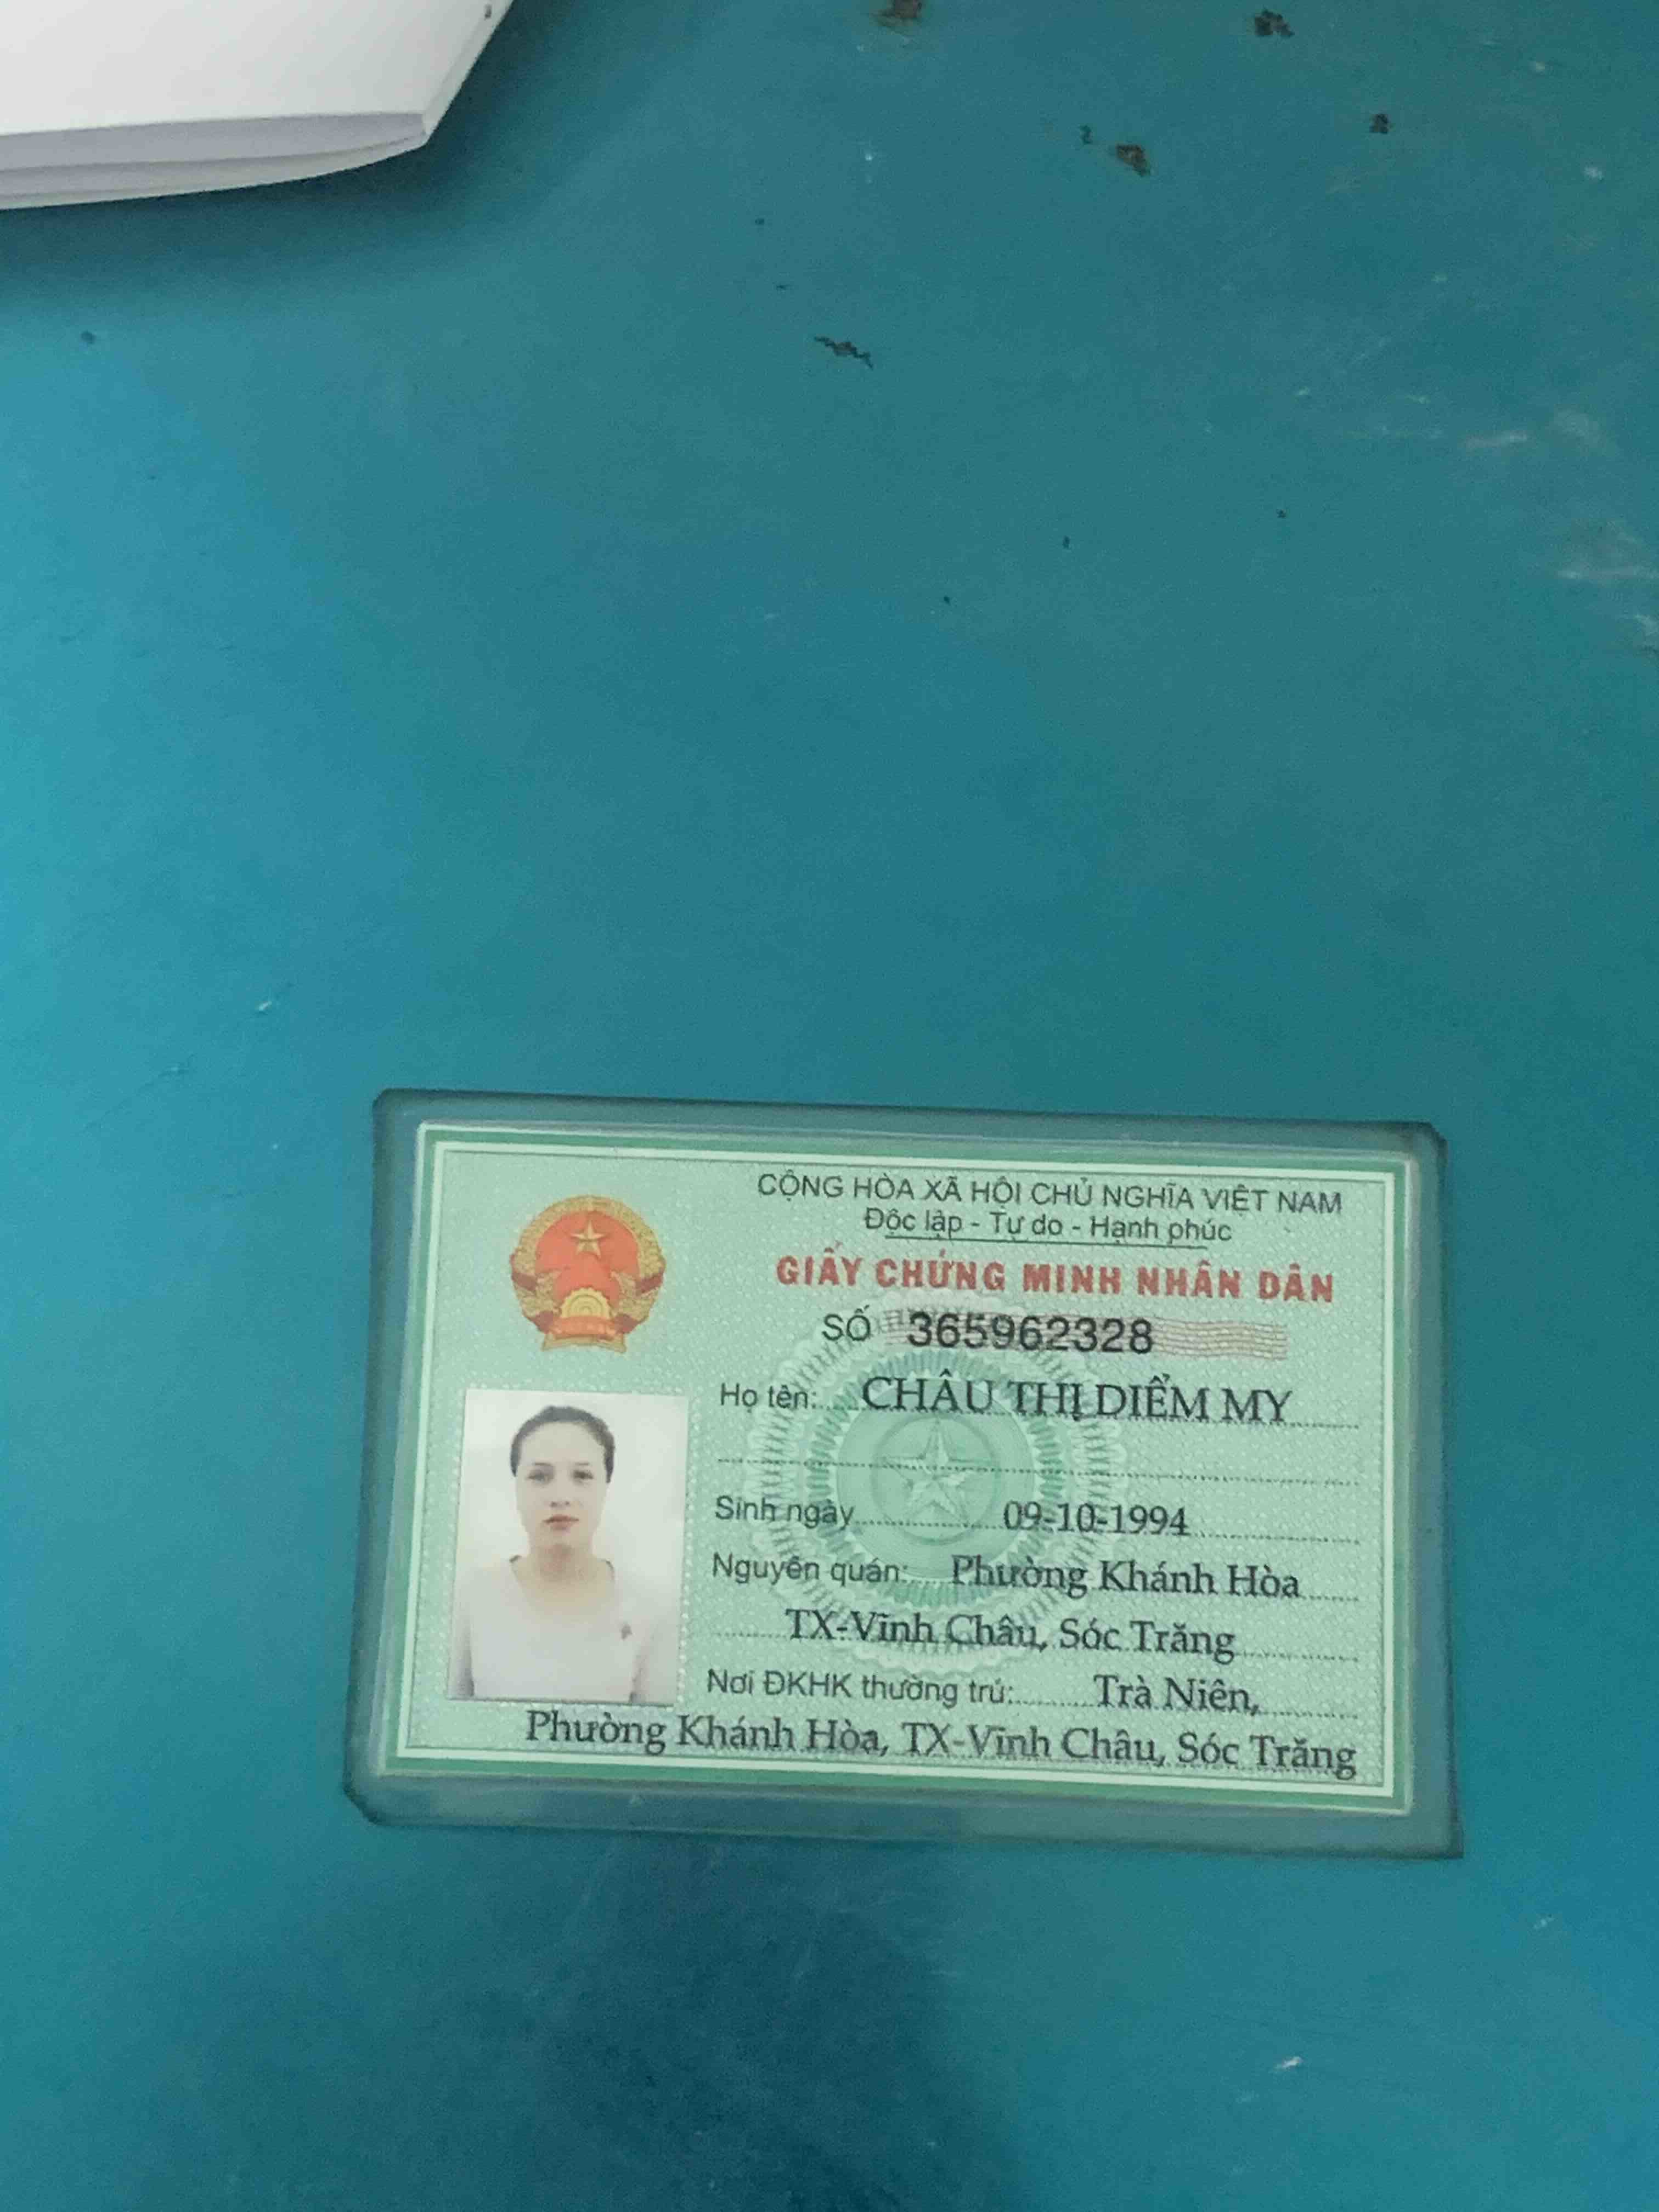 CỘNG HÒA XÃ HỘI CHỦ NGHĨA VIỆT NAM
Độc lập - Tự do - Hạnh phúc
GIẤY CHỨNG MINH NHÂN DÂN
SỐ 365962328
Họ tên: CHÂU THỊ DIỂM MY
Sinh ngày 09-10-1994
Nguyên quán: Phường Khánh Hòa
TX-Vĩnh Châu, Sóc Trăng
Nơi ĐKHK thường trú: Trà Niên,
Phường Khánh Hòa, TX-Vĩnh Châu, Sóc Trăng